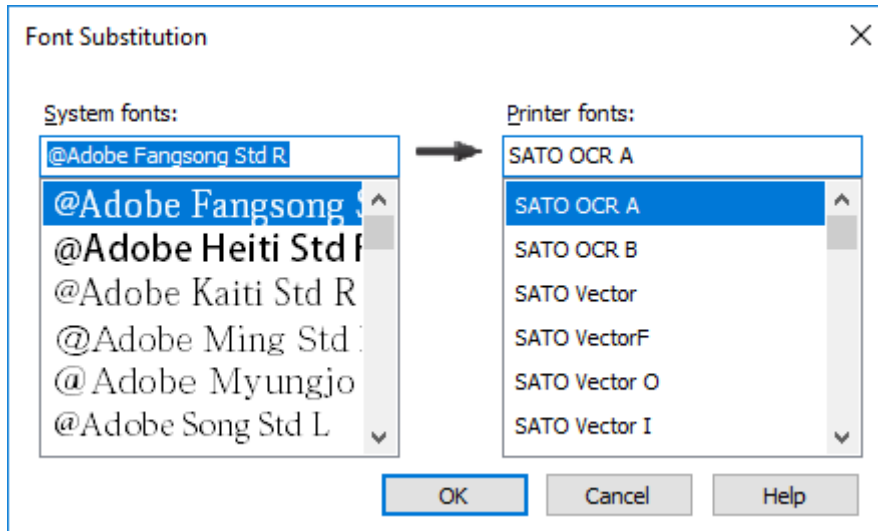 Font Substitution
System fonts:
@Adobe Fangsong Std R
@Adobe Fangsong
@Adobe Heiti Std
@Adobe Kaiti Std R
@Adobe Ming Std
@Adobe Myungjo
@Adobe Song Std L
Printer fonts:
SATO OCR A
SATO OCR A
SATO OCR B
SATO Vector
SATO VectorF
SATO Vector O
SATO Vector I
OK Cancel Help